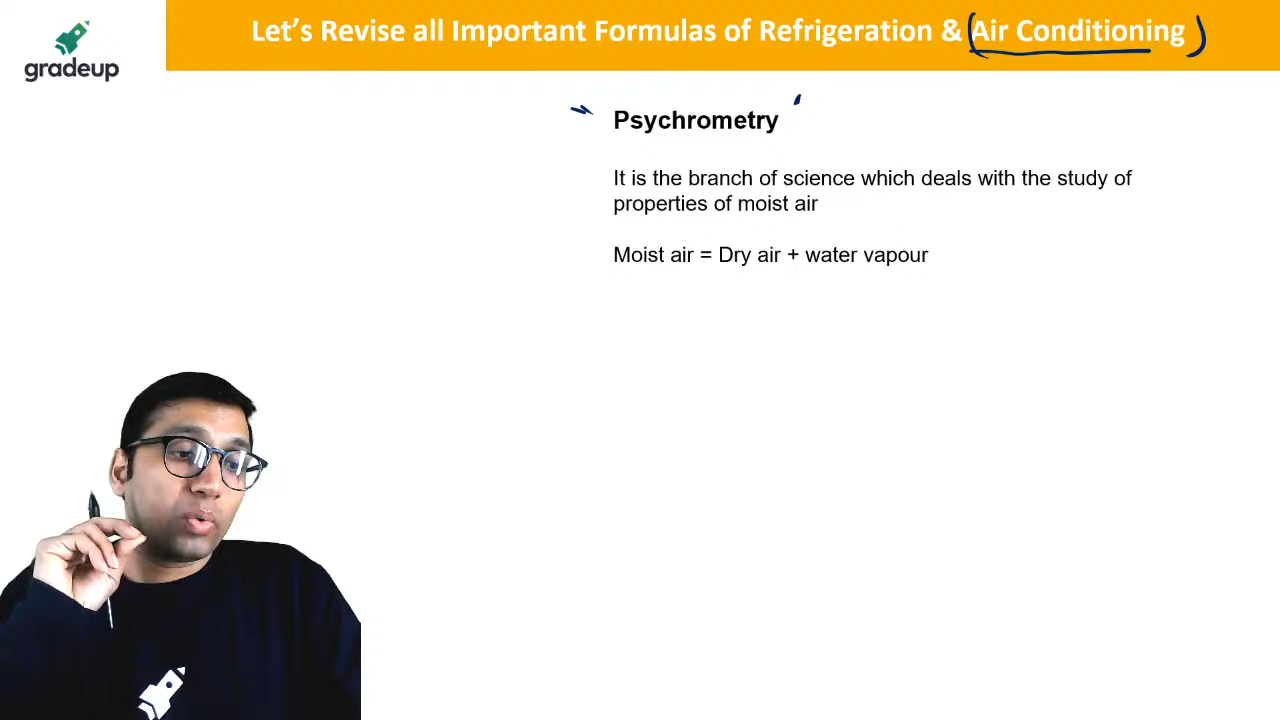 Let's Revise all Important Formulas of Refrigeration & Air Conditioning
gradeup
Psychrometry
It is the branch of science which deals with the study of
properties of moist air
Moist air = Dry air + water vapour